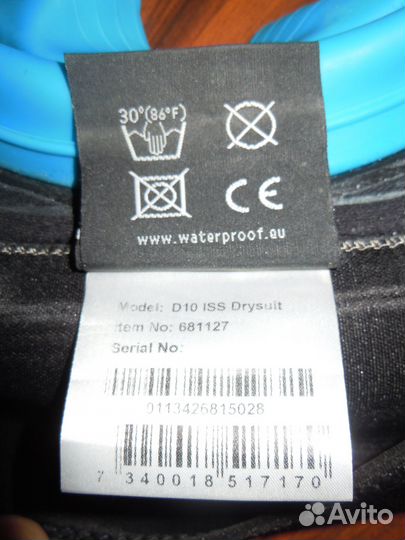 30°(86°F)
CE
www.waterproof.eu
Model: D10 ISS Drysuit
Item No: 681127
Serial No:
0113426815028
7 340018 517170
Avito